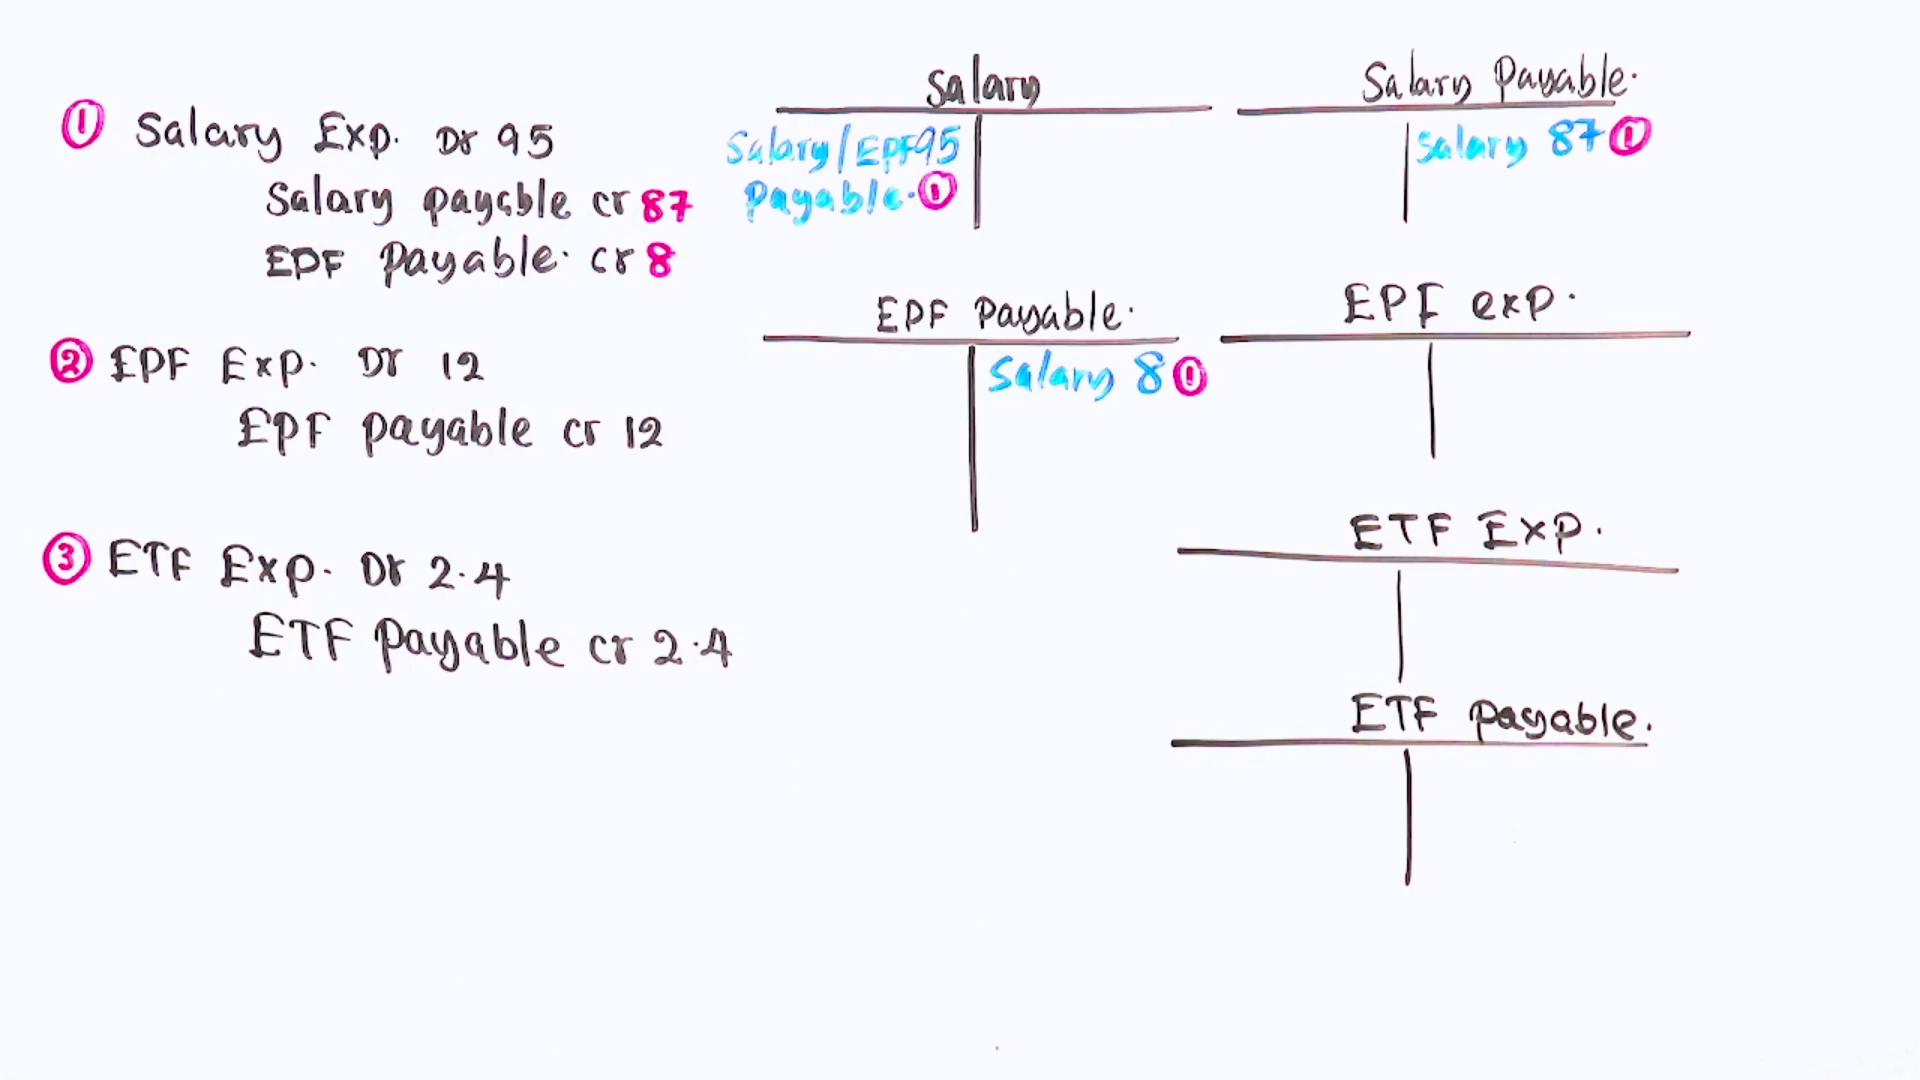 ① Salary Exp. Dr 95
Salary payable cr 87
EPF Payable. cr 8
② EPF Exp. Dr 12
EPF payable cr 12
③ ETF Exp. Dr 2.4
ETF Payable cr 2.4
Salary
Salary/EPF 95
Payable. ①
Salary Payable.
Salary 87 ①
EPF Payable.
Salary 8 ①
EPF exp.
ETF Exp.
ETF payable.